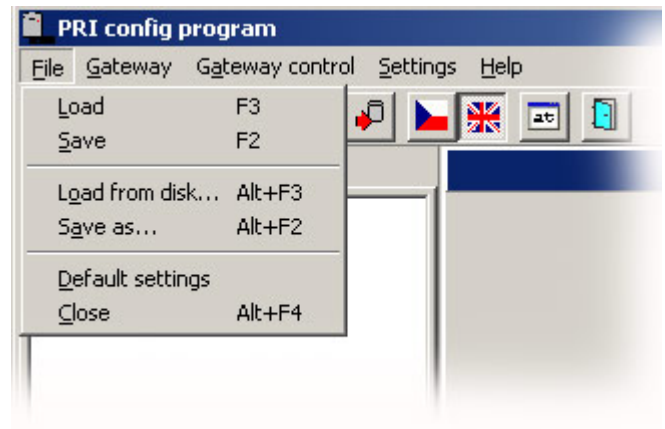 PRI config program
File Gateway Gateway control Settings Help
Load F3
Save F2
at
Load from disk... Alt+F3
Save as... Alt+F2
Default settings
Close Alt+F4